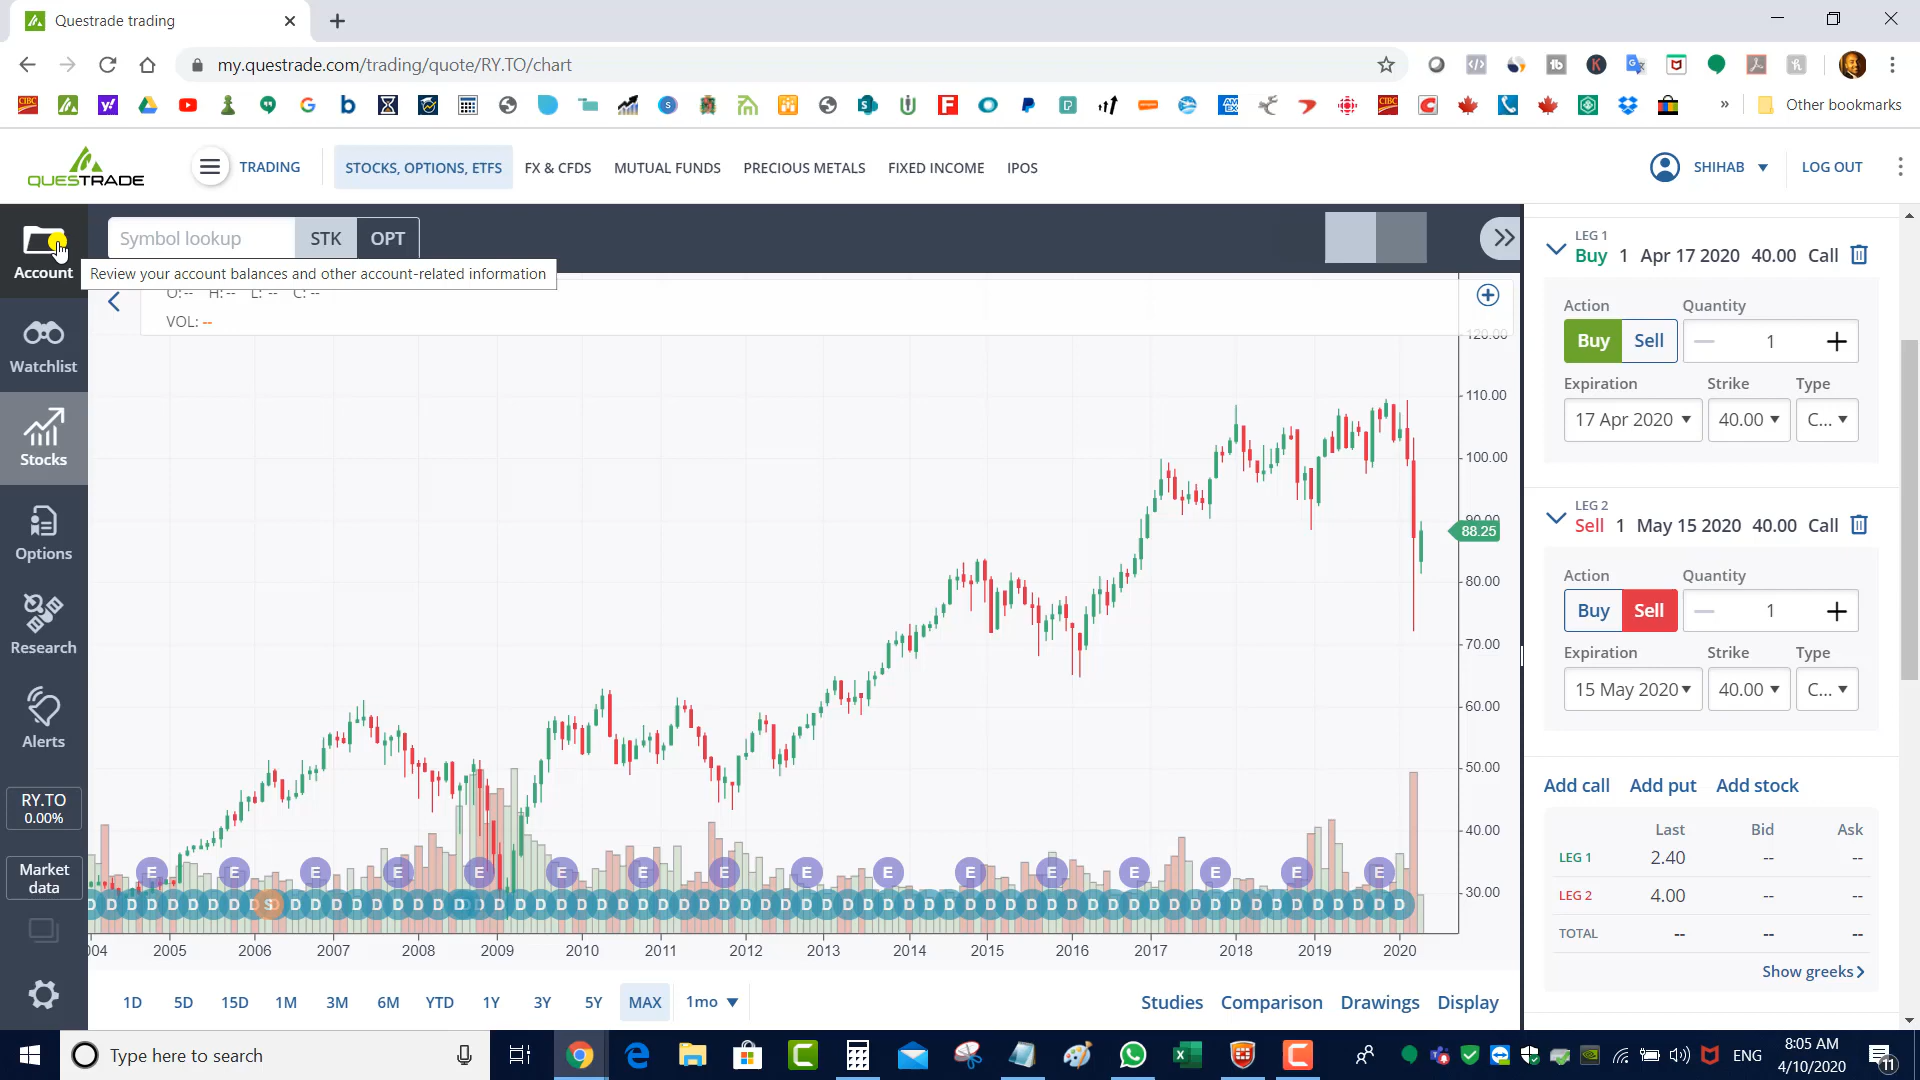 Questrade trading
my.questrade.com/trading/quote/RY.TO/chart
Other bookmarks
QUESTRADE
TRADING
STOCKS, OPTIONS, ETFS
FX & CFDS
MUTUAL FUNDS
PRECIOUS METALS
FIXED INCOME
IPOS
SHIHAB
LOG OUT
Account
Watchlist
Stocks
Options
Research
Alerts
RY.TO
0.00%
Market
data
Symbol lookup
STK
OPT
Review your account balances and other account-related information
O:-- H:-- L: -- C: --
VOL: --
120.00
110.00
100.00
90.00
88.25
80.00
70.00
60.00
50.00
40.00
30.00
E E E E E E E E E E E E E E E E
2005 2006 2007 2008 2009 2010 2011 2012 2013 2014 2015 2016 2017 2018 2019 2020
1D 5D 15D 1M 3M 6M YTD 1Y 3Y 5Y MAX 1mo
Studies Comparison Drawings Display
LEG 1
Buy 1 Apr 17 2020 40.00 Call
Action Quantity
Buy Sell 1
Expiration Strike Type
17 Apr 2020 40.00 C...
LEG 2
Sell 1 May 15 2020 40.00 Call
Action Quantity
Buy Sell 1
Expiration Strike Type
15 May 2020 40.00 C...
Add call Add put Add stock
Last Bid Ask
LEG 1 2.40 -- --
LEG 2 4.00 -- --
TOTAL -- -- --
Show greeks
Type here to search
ENG
8:05 AM
4/10/2020
11